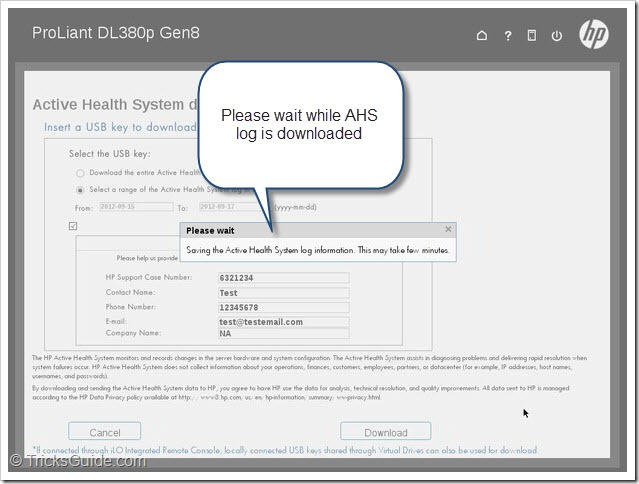 ProLiant DL380p Gen8
hp
Please wait while AHS
log is downloaded
Active Health System d
Insert a USB key to download
Select the USB key:
Download the entire Active Health
Select a range of the Active Health System log in
From: 2012-09-15 To: 2012-09-17 (yyyy-mm-dd)
Please wait
Saving the Active Health System log information. This may take few minutes.
Please help us provide
HP Support Case Number: 6321234
Contact Name: Test
Phone Number: 12345678
E-mail: test@testemail.com
Company Name: NA
The HP Active Health System monitors and records changes in the server hardware and system configuration. The Active System assists in diagnosing problems and delivering rapid resolution when
system failures occur. HP Active Health System does not collect information about your operations, finances, customers, employees, partners, or datacenter (for example, IP addresses, host names,
usernames, and passwords).
By downloading and sending the Active Health System data to HP, you agree to have HP use the data for analysis, technical resolution, and quality improvements. All data sent to HP is managed
according to the HP Data Privacy policy available at http: / www8.hp.com, us, en, hp-information, summary, ww-privacy.html.
Cancel
Download
*If connected through iLO Integrated Remote Console, locally connected USB keys shared through Virtual Drives can also be used for download
© TricksGuide.com